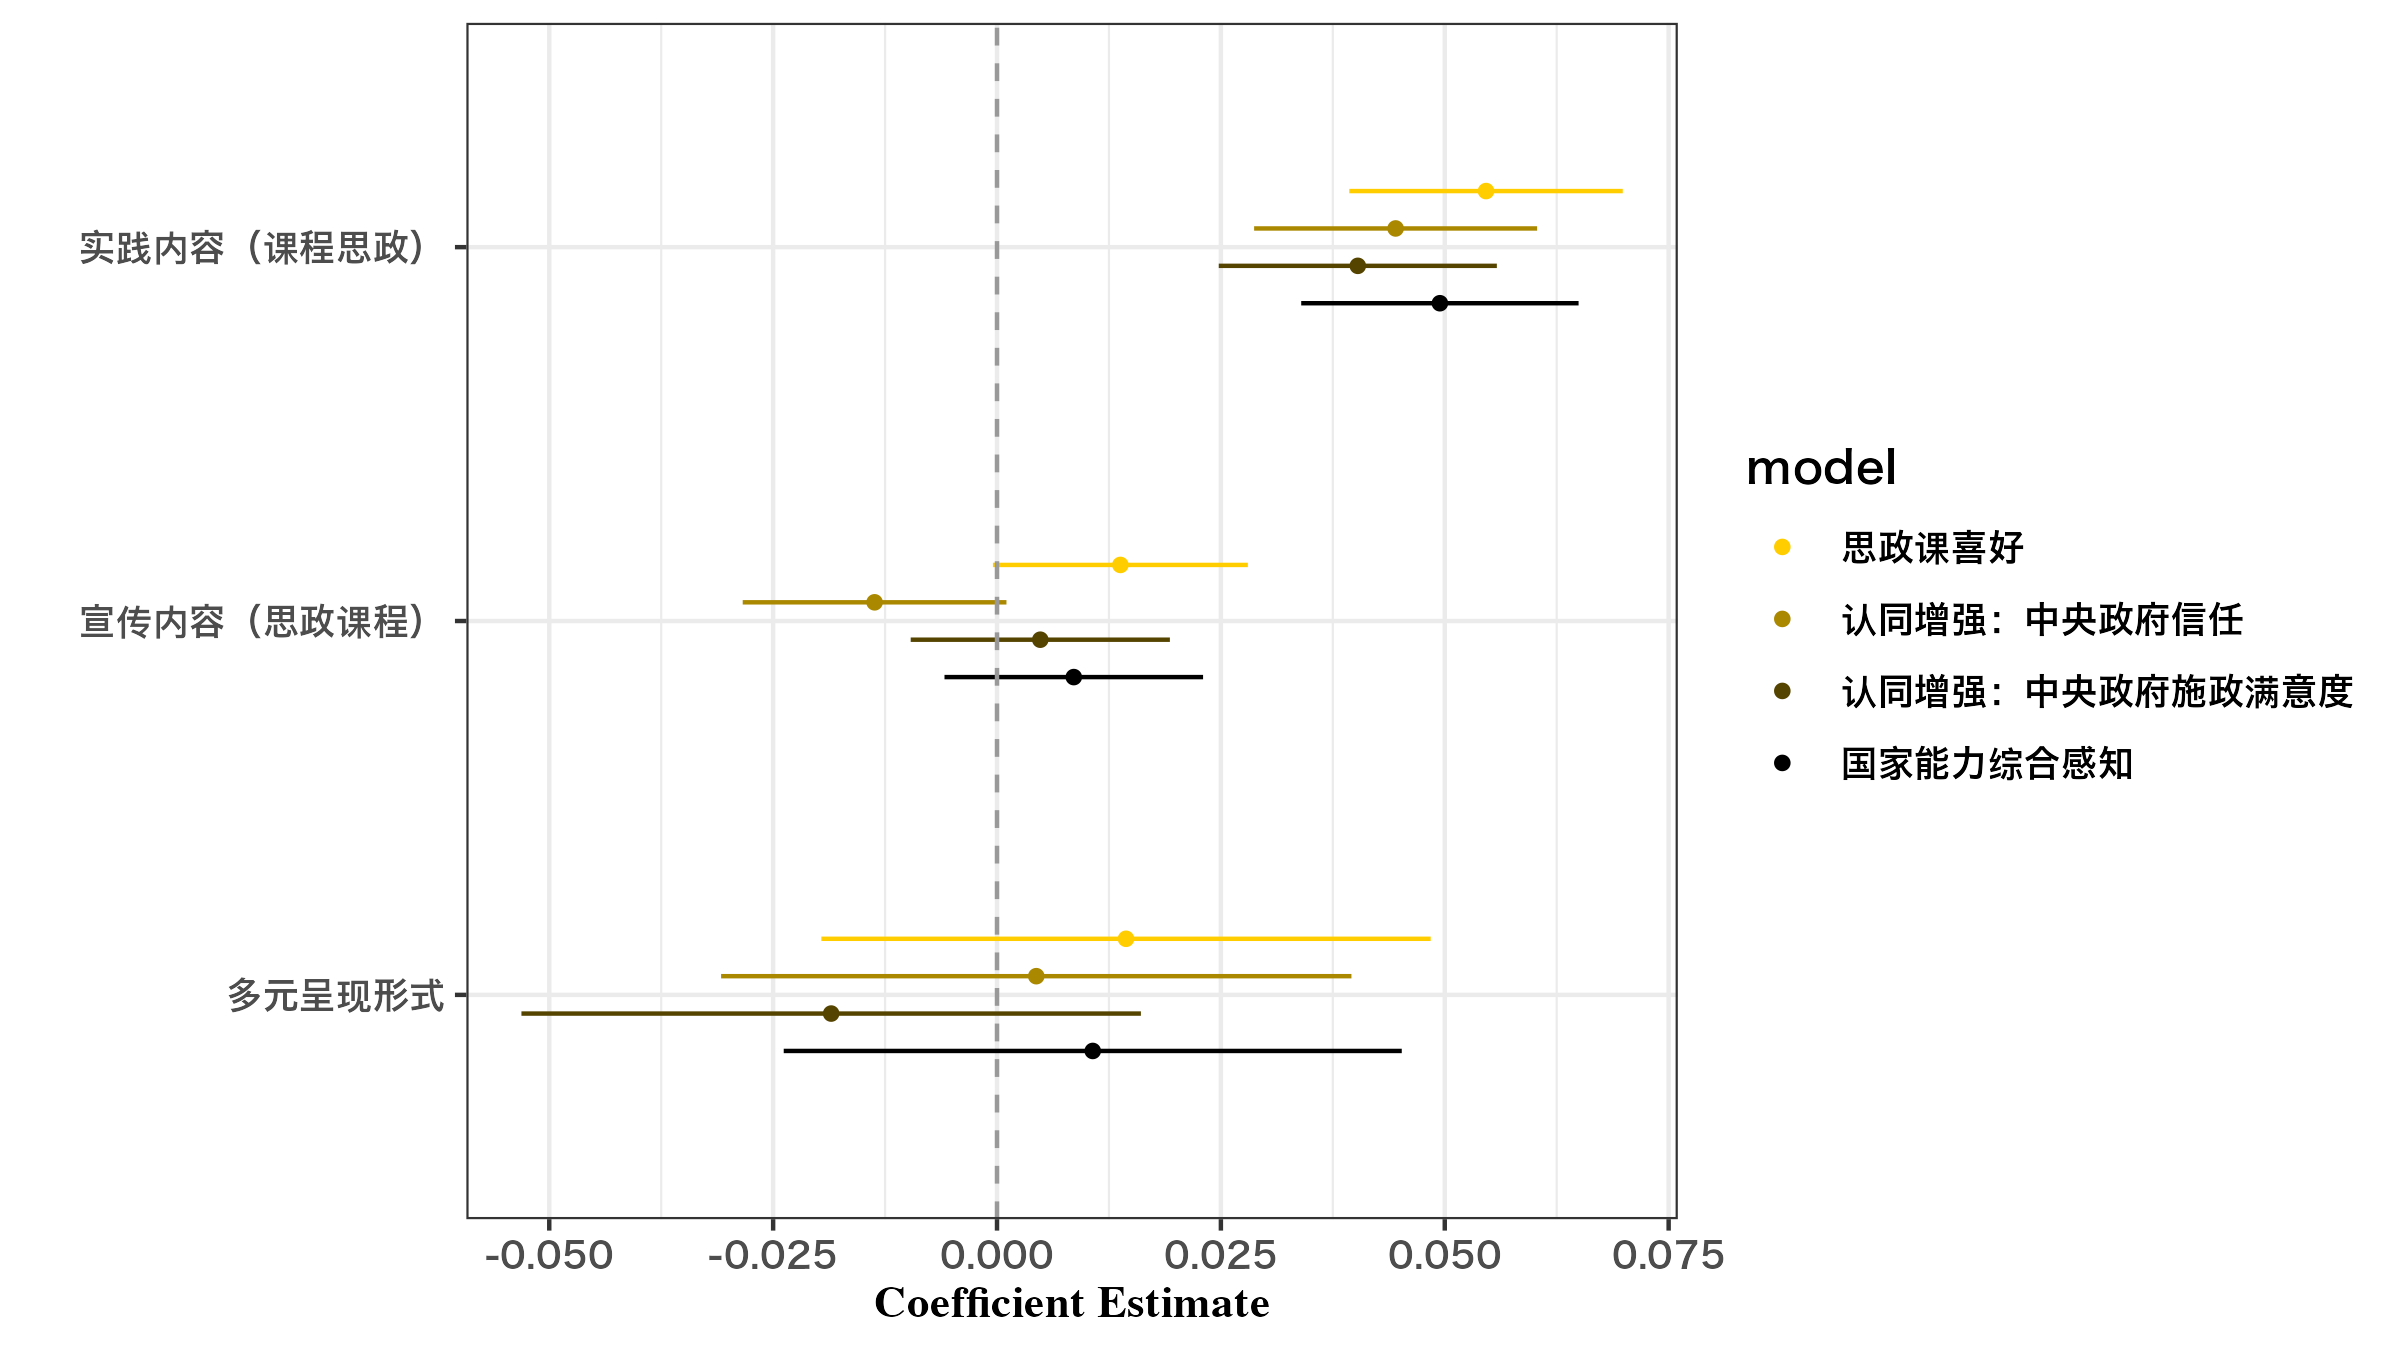 实践内容（课程思政）
宣传内容（思政课程）
多元呈现形式
-0.050 -0.025 0.000 0.025 0.050 0.075
Coefficient Estimate
model
思政课喜好
认同增强：中央政府信任
认同增强：中央政府施政满意度
国家能力综合感知